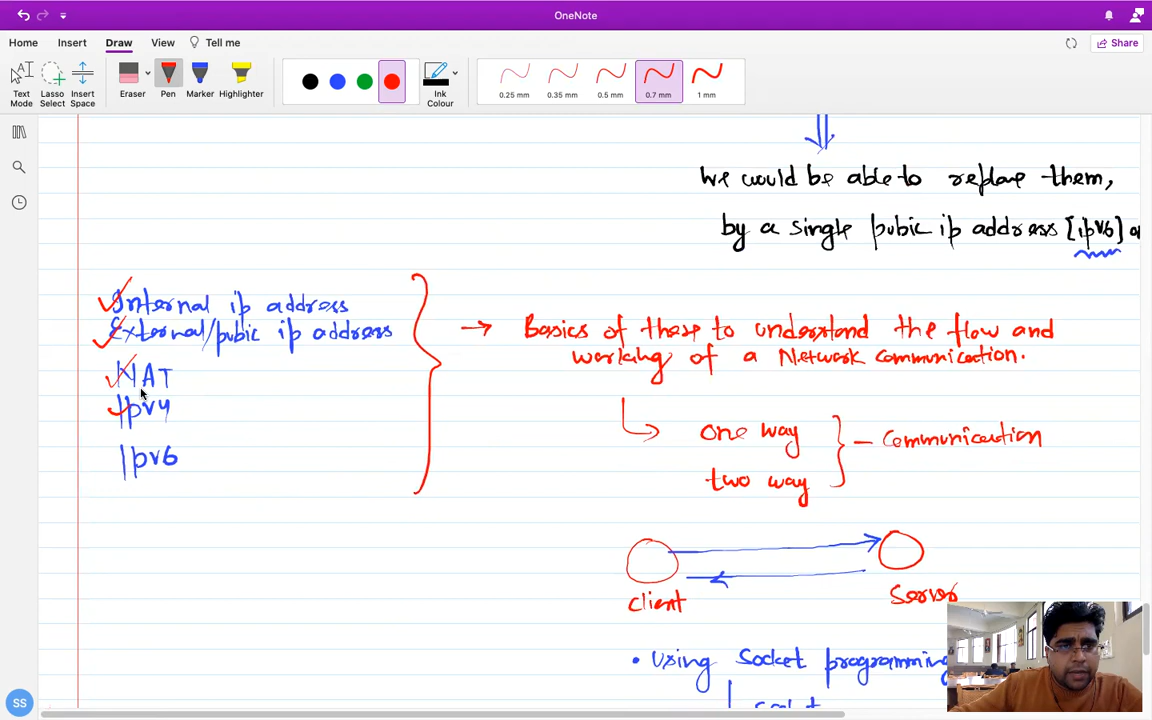 OneNote
Home Insert Draw View Tell me
Share
Text Mode
Lasso Select
Insert Space
Eraser
Pen
Marker
Highlighter
Ink Colour
0.25 mm
0.35 mm
0.5 mm
0.7 mm
1 mm
We would be able to replace them,
by a single pubic ip address [ipv6]
Internal ip address
External/pubic ip address
NAT
Ipv4
Ipv6
Basics of these to understand the flow and
working of a Network communication.
one way
two way
Communication
Client
Server
• Using Socket programming
SS